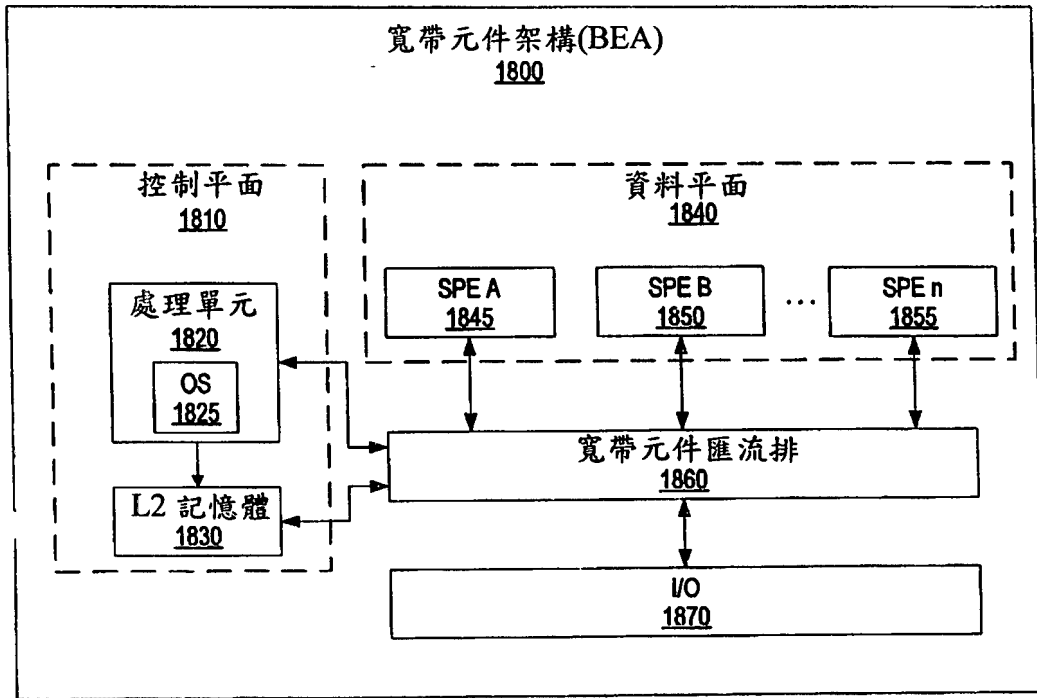 寬帶元件架構(BEA)
1800
控制平面
1810
資料平面
1840
處理單元
1820
OS
1825
L2 記憶體
1830
SPE A
1845
SPE B
1850
...
SPE n
1855
寬帶元件匯流排
1860
I/O
1870